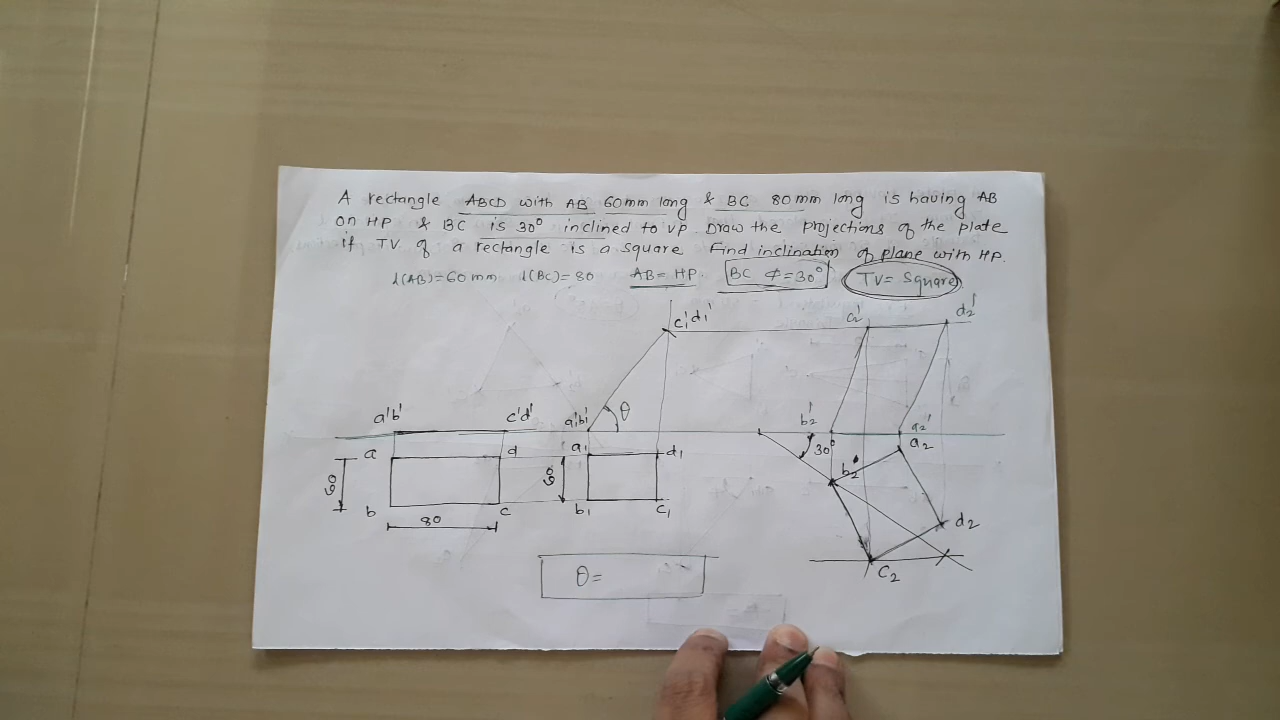 A rectangle ABCD with AB 60mm long & BC 80mm long is having AB
on HP & BC is 30° inclined to VP. Draw the projections of the plate
if TV of a rectangle is a square. Find inclination of plane with HP.
l(AB)=60mm l(BC)=80 AB=HP. BC Φ=30° TV= Square
c1'd1' c2' d2'
a'b' c'd' a1'b1' θ b2' a2'
a d a1 d1 30° b2 a2
60 60
b c b1 c1 d2
80
c2
θ=